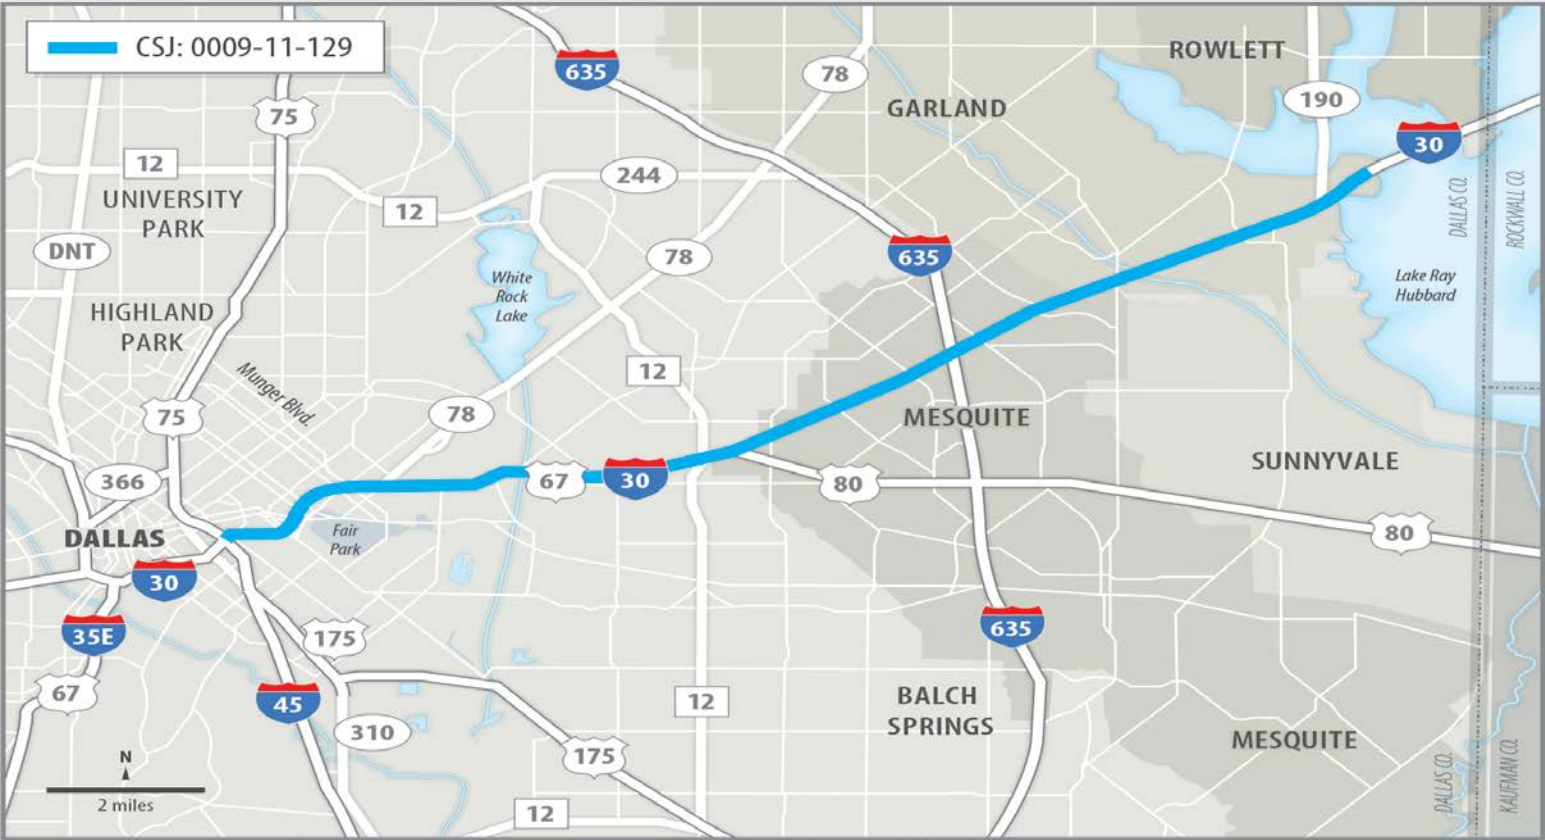 CSJ: 0009-11-129
635
78
ROWLETT
190
GARLAND
75
30
12
244
UNIVERSITY
PARK
12
DALLAS CO.
ROCKWALL CO.
DNT
78
635
White
Rock
Lake
Lake Ray
Hubbard
HIGHLAND
PARK
12
Munger Blvd.
75
78
MESQUITE
SUNNYVALE
366
67
30
80
80
DALLAS
Fair
Park
30
35E
175
635
67
45
12
BALCH
SPRINGS
310
175
MESQUITE
N
2 miles
12
DALLAS CO.
KAUFMAN CO.